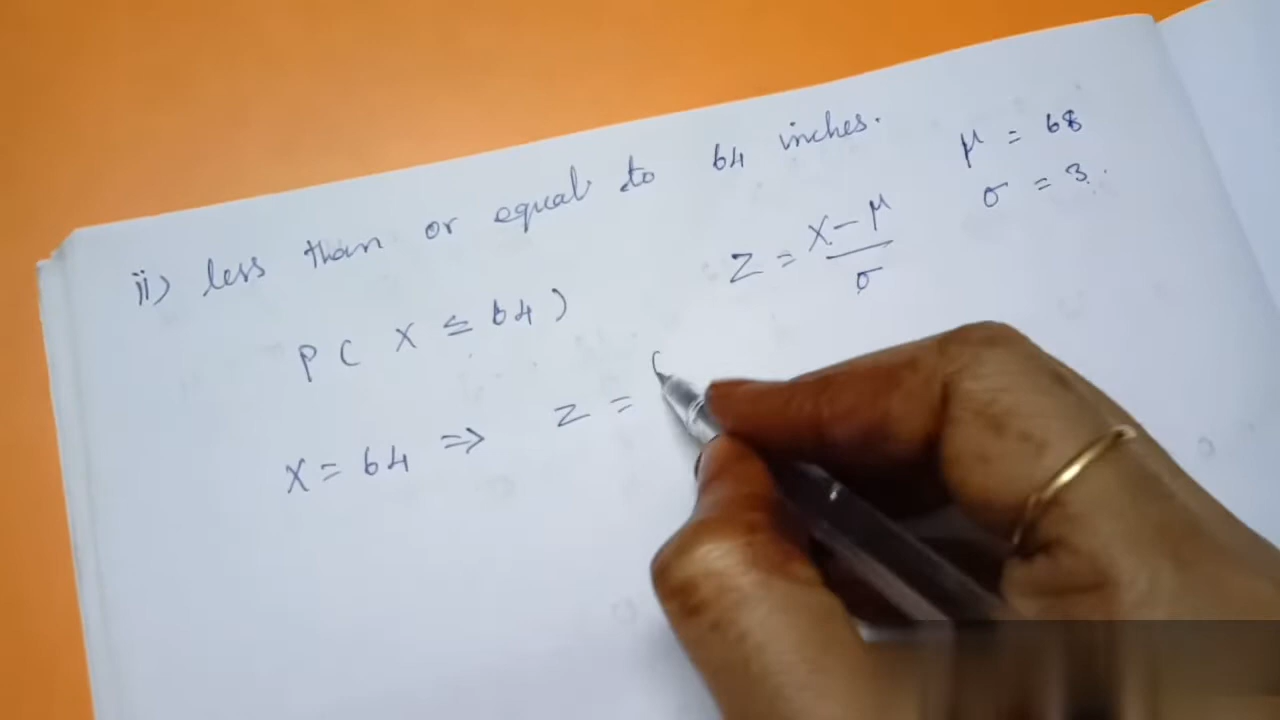 ii) less than or equal to 64 inches.
μ = 68
σ = 3.
P ( X ≤ 64 )
Z = X - μ / σ
X = 64 ⇒ Z =